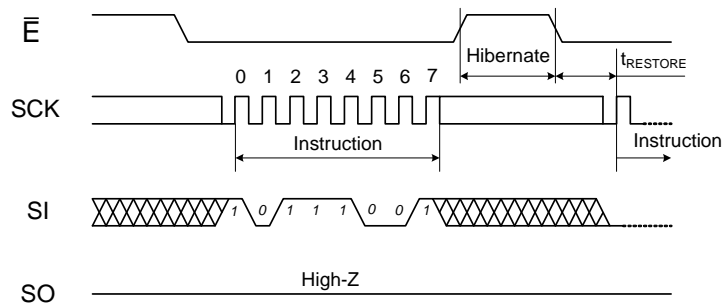 Ē
Hibernate
tRESTORE
0 1 2 3 4 5 6 7
SCK
Instruction
Instruction
SI
1 0 1 1 1 0 0 1
High-Z
SO